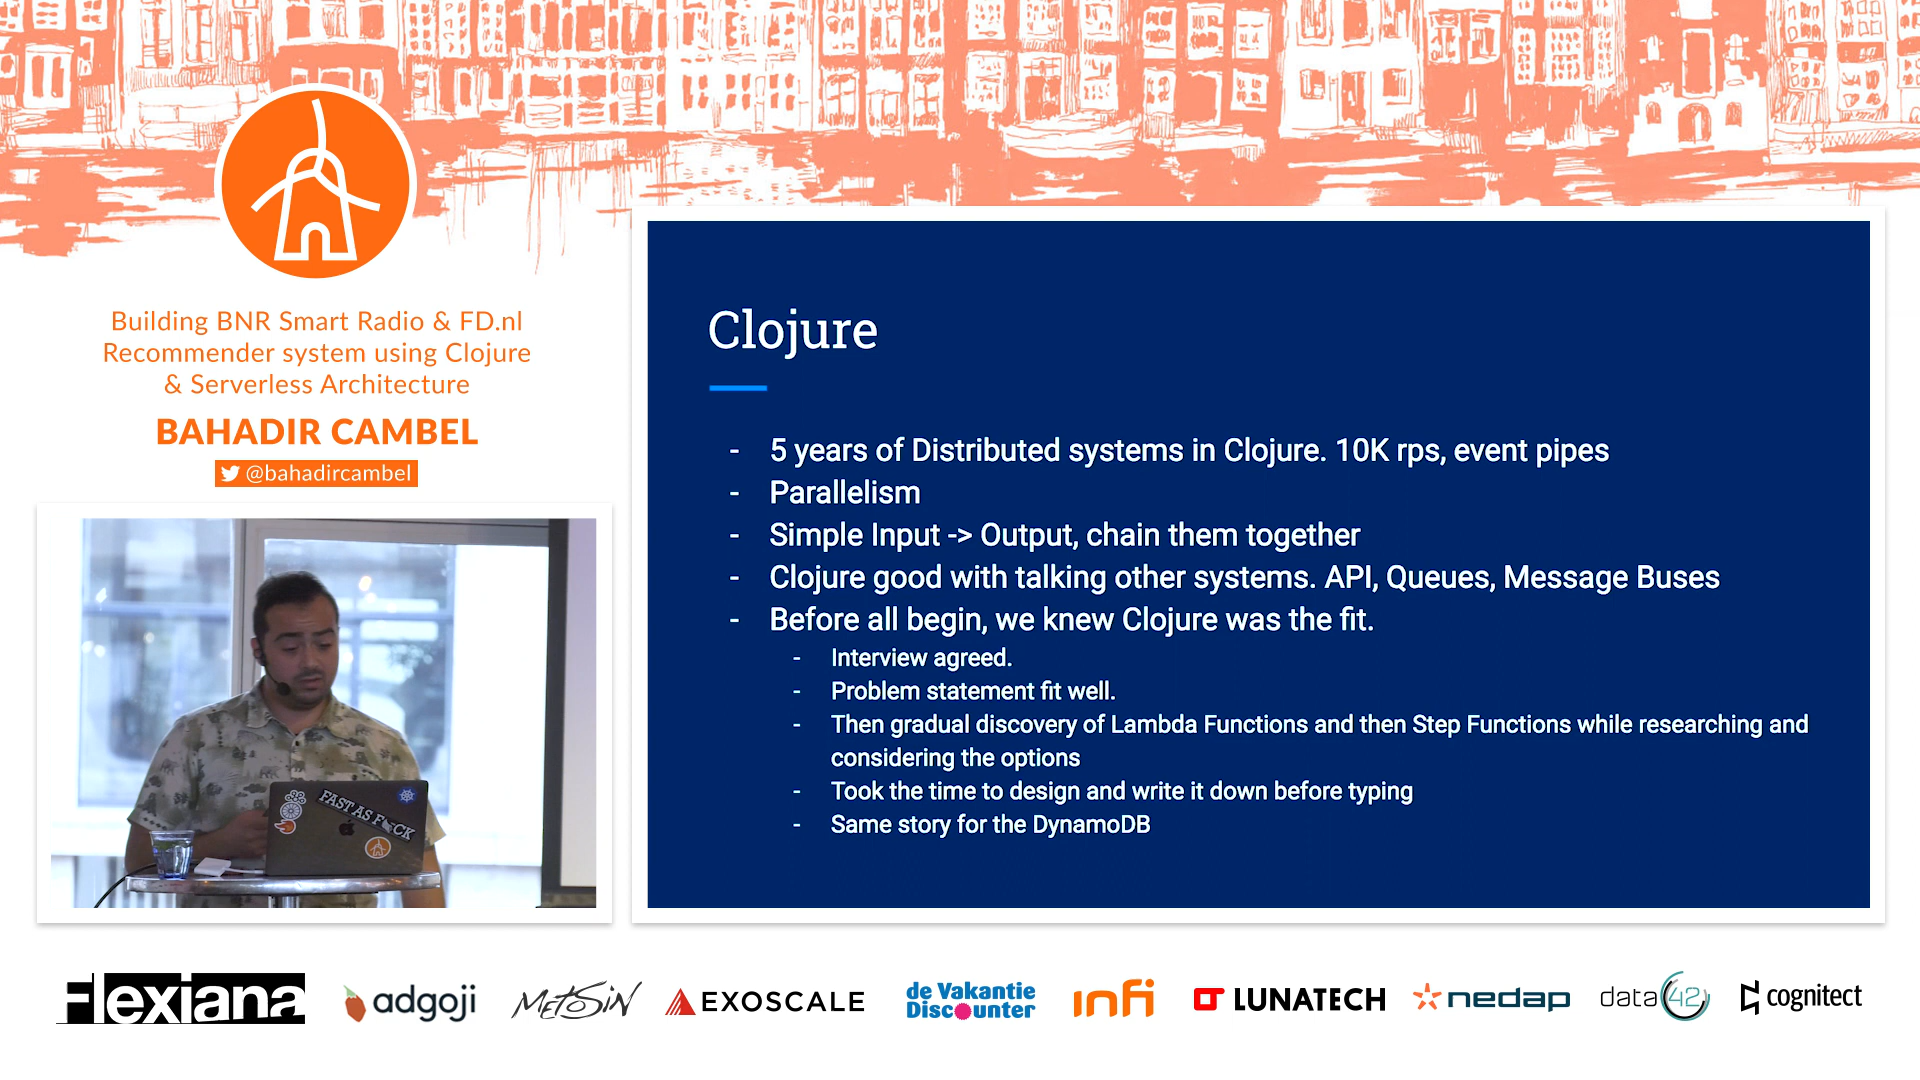 Building BNR Smart Radio & FD.nl
Recommender system using Clojure
& Serverless Architecture
BAHADIR CAMBEL
@bahadircambel
FAST AS F CK
Clojure
- 5 years of Distributed systems in Clojure. 10K rps, event pipes
- Parallelism
- Simple Input -> Output, chain them together
- Clojure good with talking other systems. API, Queues, Message Buses
- Before all begin, we knew Clojure was the fit.
- Interview agreed.
- Problem statement fit well.
- Then gradual discovery of Lambda Functions and then Step Functions while researching and
considering the options
- Took the time to design and write it down before typing
- Same story for the DynamoDB
Flexiana
adgoji
METOSIN
EXOSCALE
de Vakantie
Discounter
infi
LUNATECH
nedap
data 42
cognitect